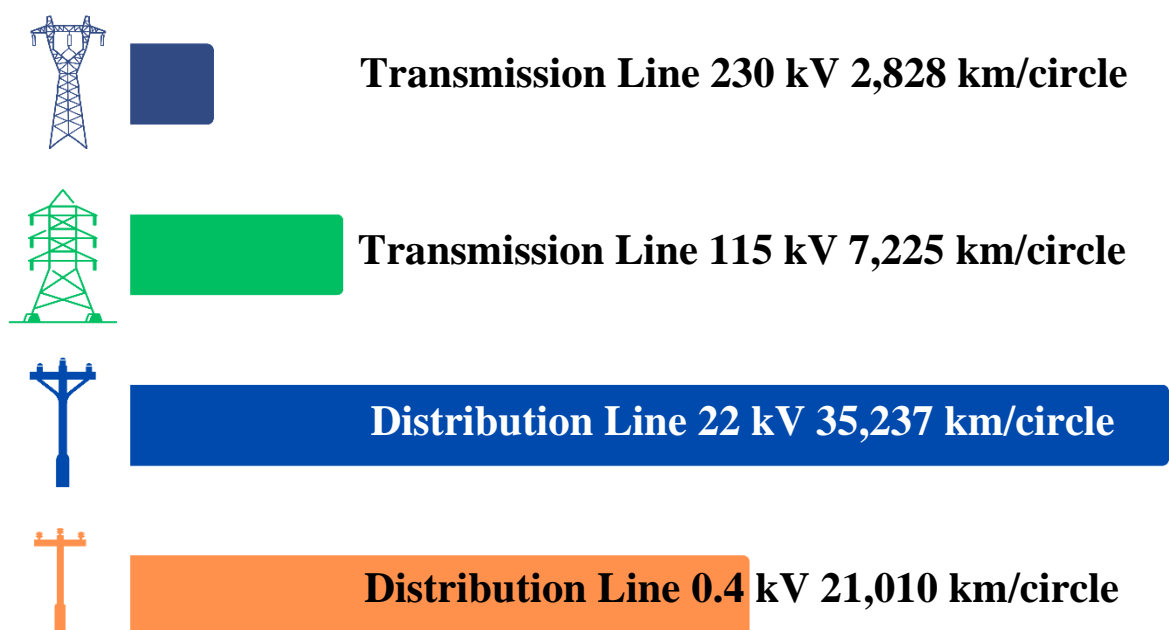 Transmission Line 230 kV 2,828 km/circle
Transmission Line 115 kV 7,225 km/circle
Distribution Line 22 kV 35,237 km/circle
Distribution Line 0.4 kV 21,010 km/circle